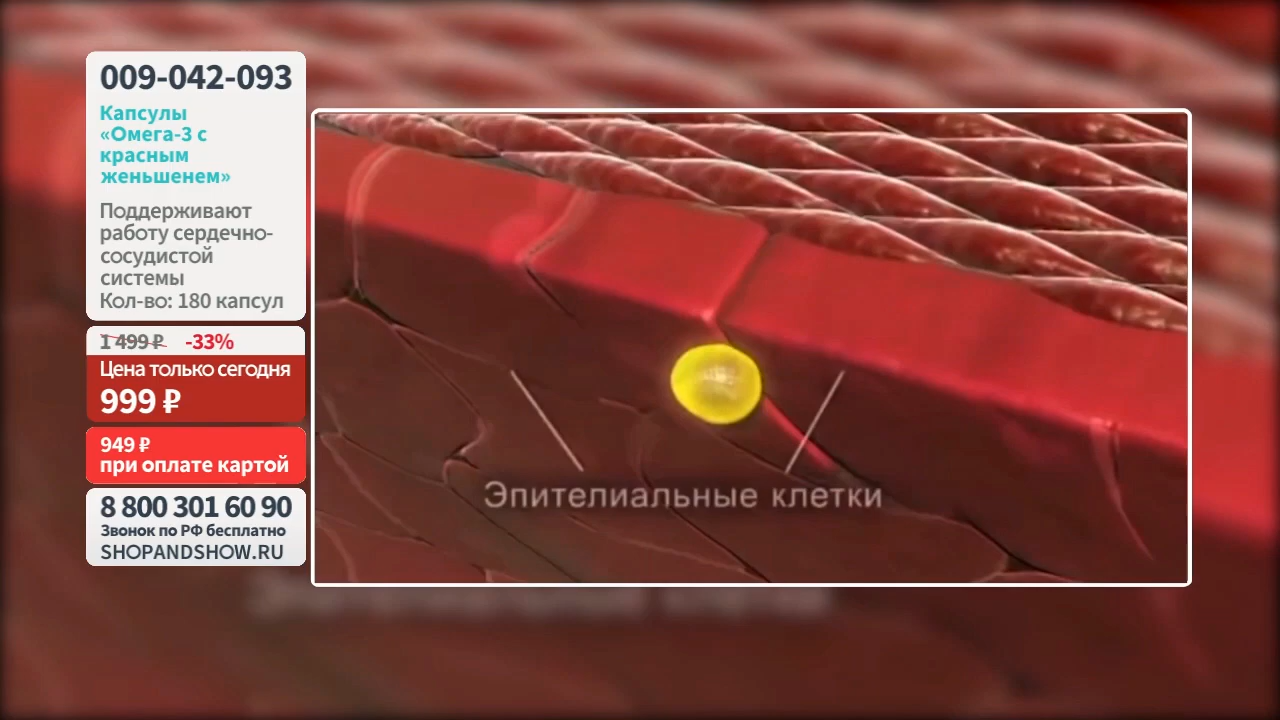 009-042-093
Капсулы
«Омега-3 с
красным
женьшенем»
Поддерживают
работу сердечно-
сосудистой
системы
Кол-во: 180 капсул
1 499 ₽ -33%
Цена только сегодня
999 ₽
949 ₽
при оплате картой
8 800 301 60 90
Звонок по РФ бесплатно
SHOPANDSHOW.RU
Эпителиальные клетки